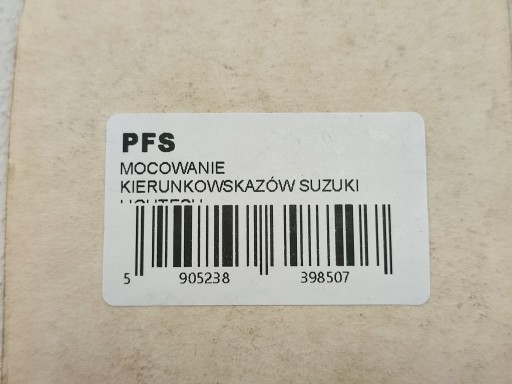 PFS
MOCOWANIE
KIERUNKOWSKAZÓW SUZUKI
5 905238 398507